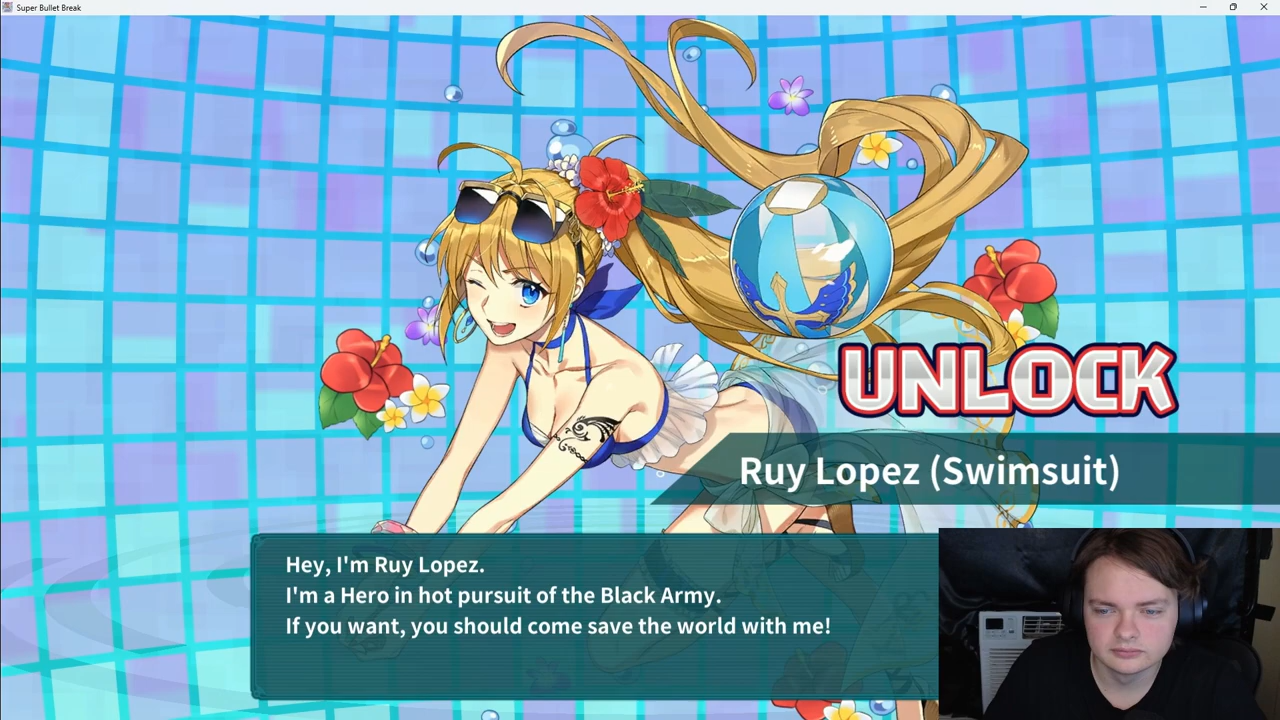 Super Bullet Break
UNLOCK
Ruy Lopez (Swimsuit)
Hey, I'm Ruy Lopez.
I'm a Hero in hot pursuit of the Black Army.
If you want, you should come save the world with me!